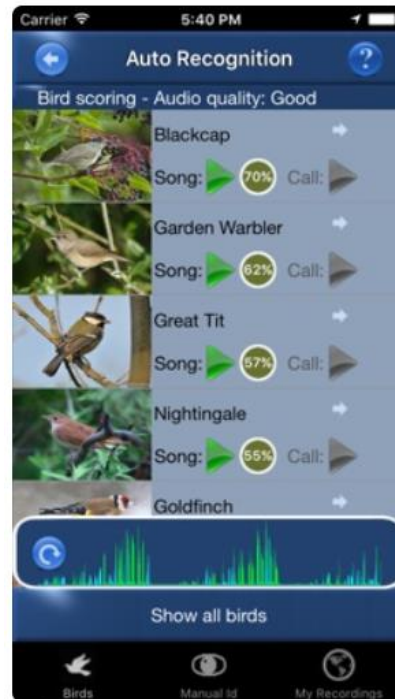 Carrier 5:40 PM
Auto Recognition ?
Bird scoring - Audio quality: Good
Blackcap
Song: 70% Call:
Garden Warbler
Song: 62% Call:
Great Tit
Song: 57% Call:
Nightingale
Song: 55% Call:
Goldfinch
Show all birds
Birds Manual Id My Recordings